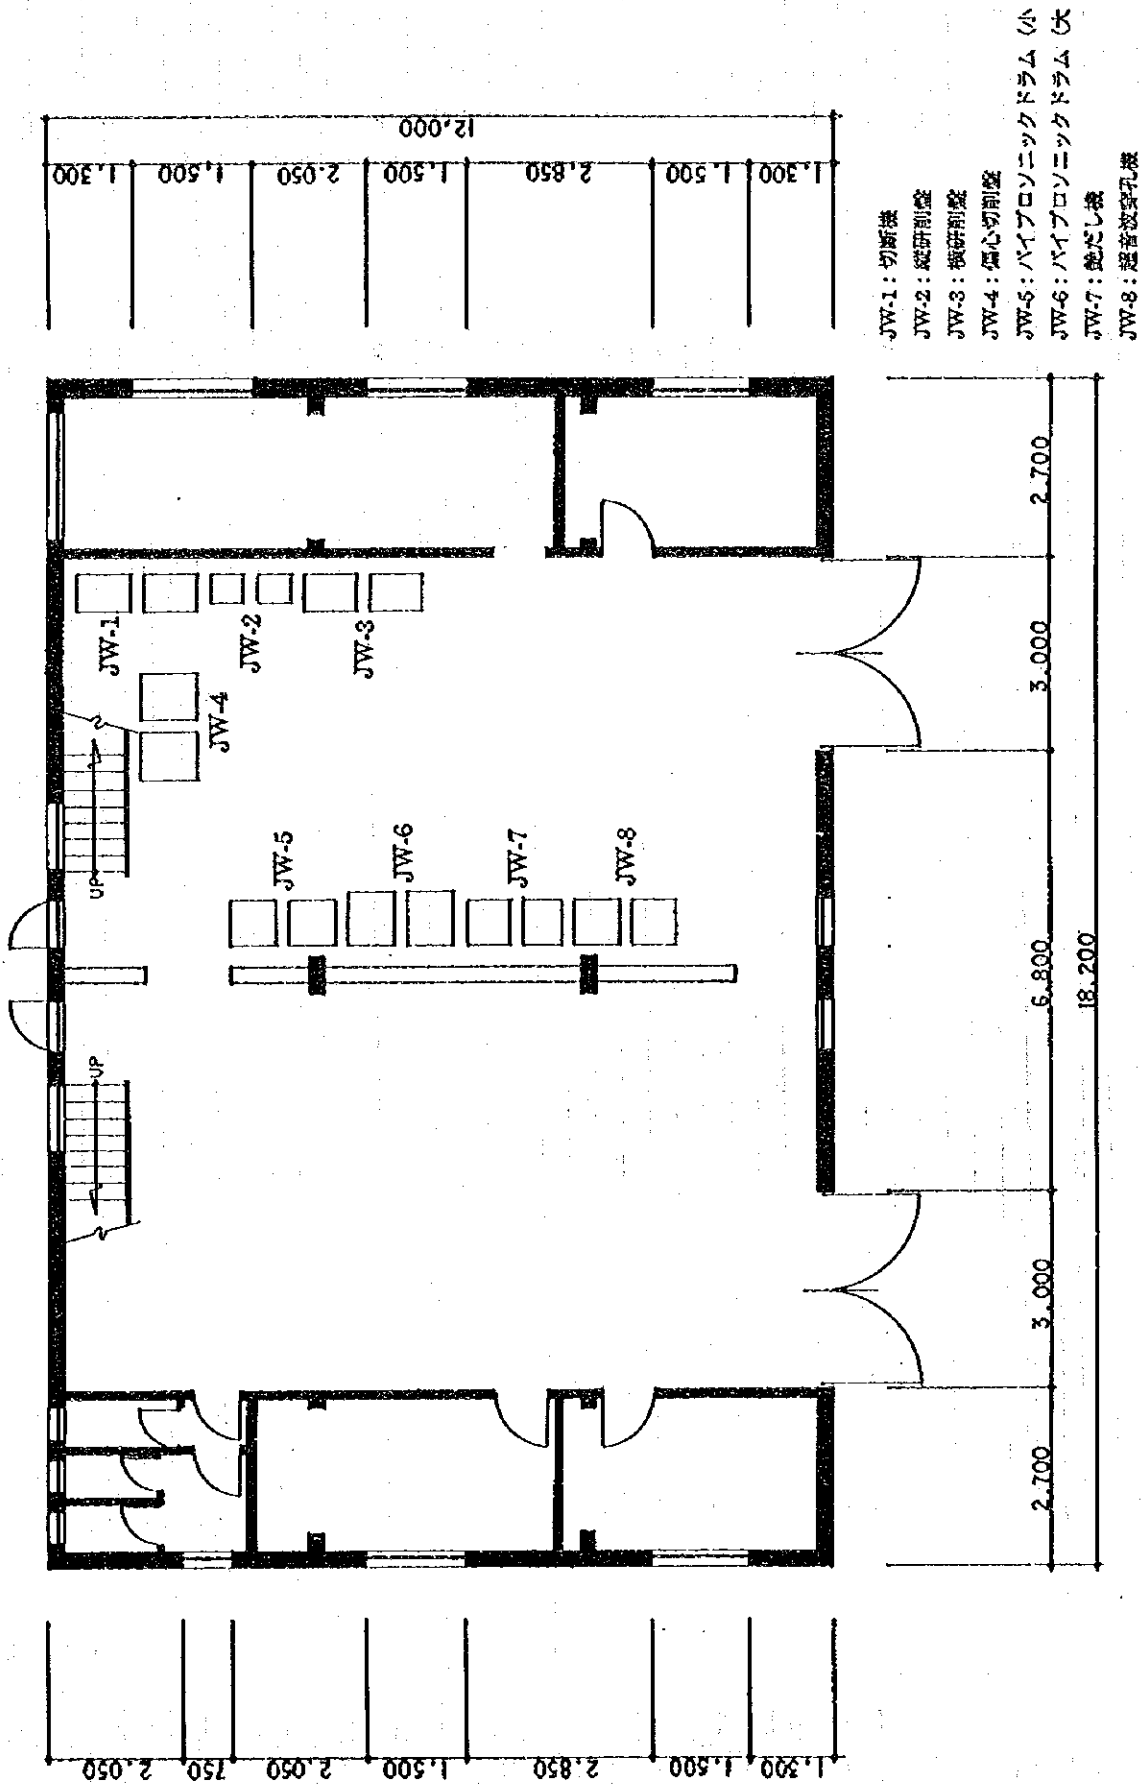 12,000
1,300
1,500
2,050
1,500
2,850
1,500
1,300
JW-1 : 切断機
JW-2 : 縦研削盤
JW-3 : 横研削盤
JW-4 : 偏心切削盤
JW-5 : バイブロソニックドラム (小
JW-6 : バイブロソニックドラム (大
JW-7 : 艶だし機
JW-8 : 超音波穿孔機
JW-1
JW-2
JW-3
JW-4
UP
JW-5
JW-6
JW-7
JW-8
UP
2,700
3,000
6,800
3,000
2,700
18,200
2,050
750
2,050
1,500
2,850
1,500
1,300